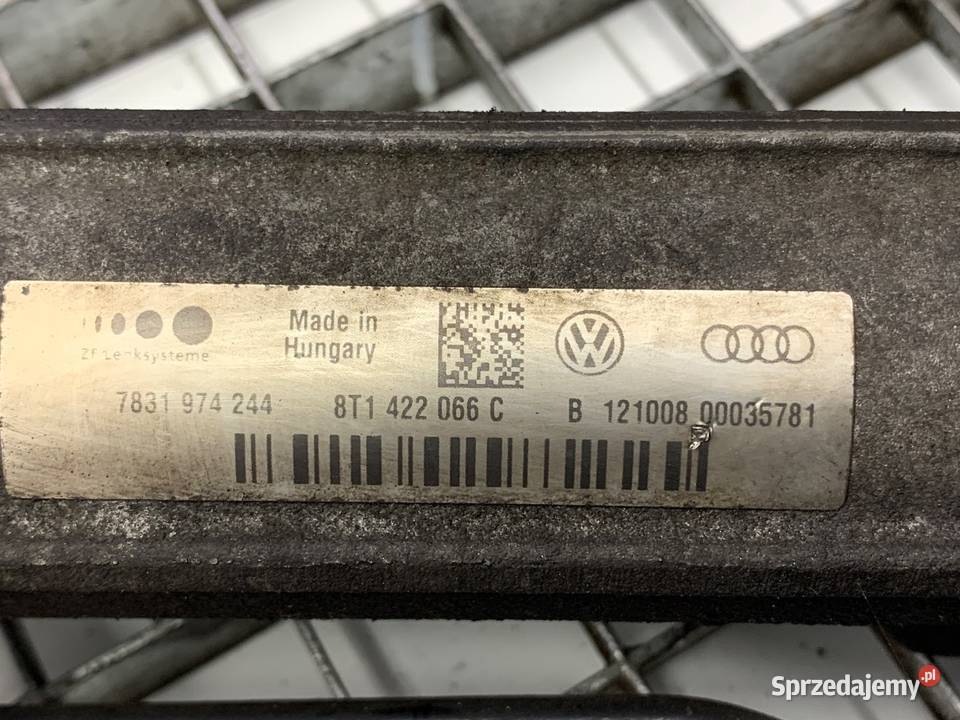 Made in
Hungary
ZF Lenksysteme
7831 974 244 8T1 422 066 C B 121008 00035781
Sprzedajemy.pl